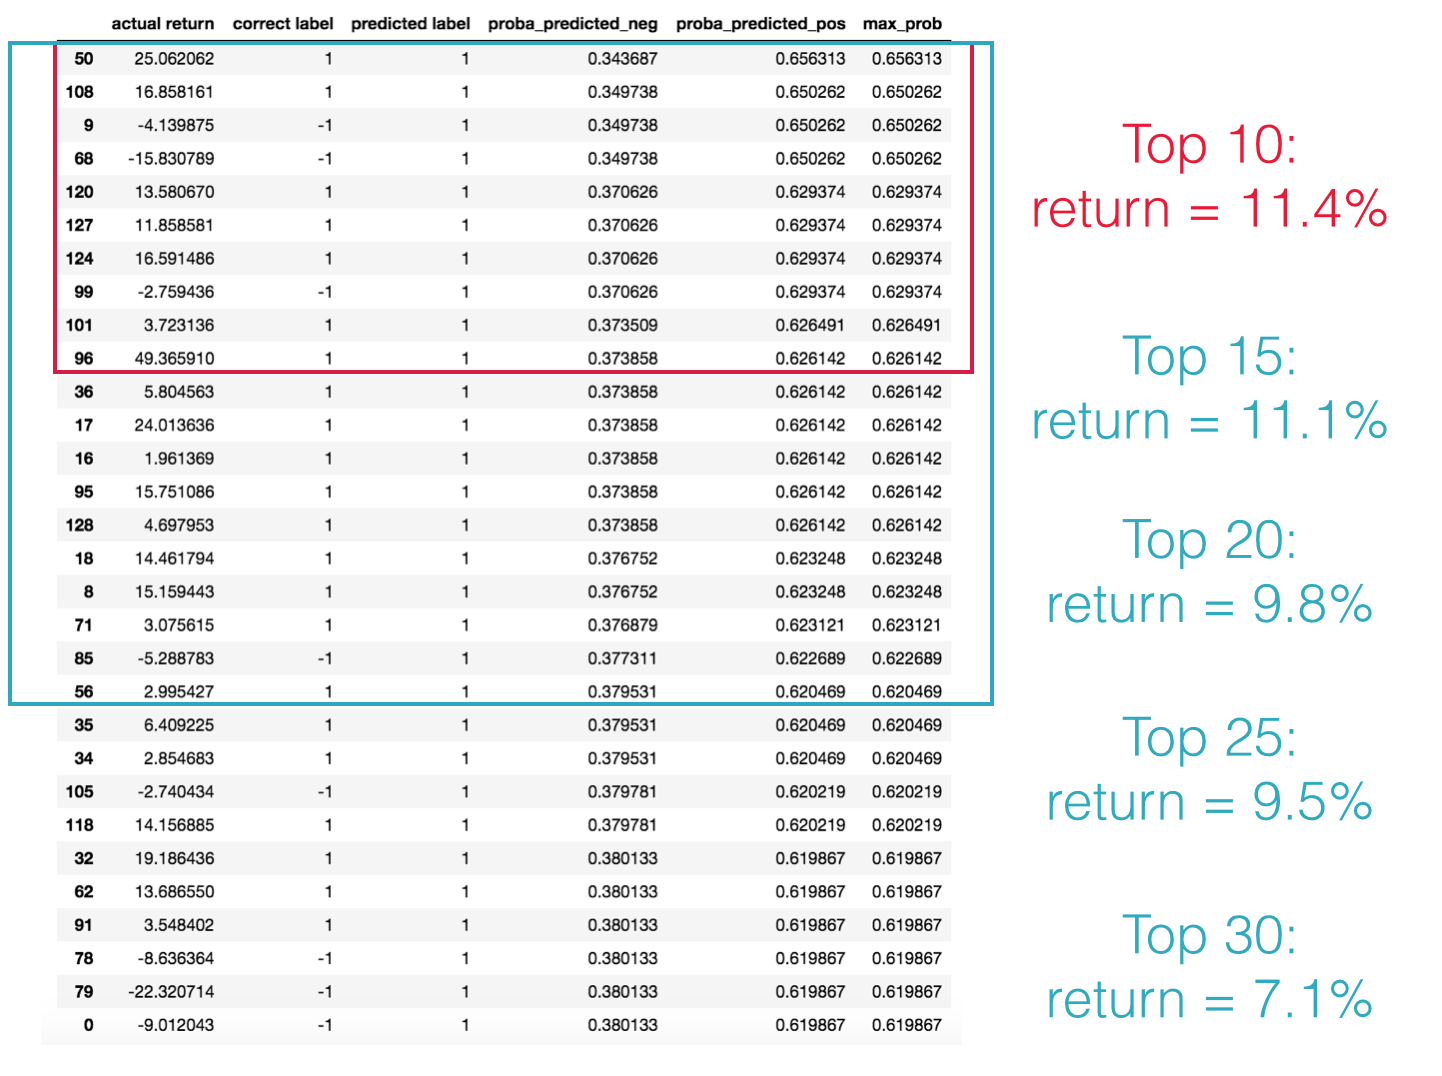 actual return correct label predicted label proba_predicted_neg proba_predicted_pos max_prob
50 25.062062 1 1 0.343687 0.656313 0.656313
108 16.858161 1 1 0.349738 0.650262 0.650262
9 -4.139875 -1 1 0.349738 0.650262 0.650262
68 -15.830789 -1 1 0.349738 0.650262 0.650262
120 13.580670 1 1 0.370626 0.629374 0.629374
127 11.858581 1 1 0.370626 0.629374 0.629374
124 16.591486 1 1 0.370626 0.629374 0.629374
99 -2.759436 -1 1 0.370626 0.629374 0.629374
101 3.723136 1 1 0.373509 0.626491 0.626491
96 49.365910 1 1 0.373858 0.626142 0.626142
36 5.804563 1 1 0.373858 0.626142 0.626142
17 24.013636 1 1 0.373858 0.626142 0.626142
16 1.961369 1 1 0.373858 0.626142 0.626142
95 15.751086 1 1 0.373858 0.626142 0.626142
128 4.697953 1 1 0.373858 0.626142 0.626142
18 14.461794 1 1 0.376752 0.623248 0.623248
8 15.159443 1 1 0.376752 0.623248 0.623248
71 3.075615 1 1 0.376879 0.623121 0.623121
85 -5.288783 -1 1 0.377311 0.622689 0.622689
56 2.995427 1 1 0.379531 0.620469 0.620469
35 6.409225 1 1 0.379531 0.620469 0.620469
34 2.854683 1 1 0.379531 0.620469 0.620469
105 -2.740434 -1 1 0.379781 0.620219 0.620219
118 14.156885 1 1 0.379781 0.620219 0.620219
32 19.186436 1 1 0.380133 0.619867 0.619867
62 13.686550 1 1 0.380133 0.619867 0.619867
91 3.548402 1 1 0.380133 0.619867 0.619867
78 -8.636364 -1 1 0.380133 0.619867 0.619867
79 -22.320714 -1 1 0.380133 0.619867 0.619867
0 -9.012043 -1 1 0.380133 0.619867 0.619867
Top 10:
return = 11.4%
Top 15:
return = 11.1%
Top 20:
return = 9.8%
Top 25:
return = 9.5%
Top 30:
return = 7.1%